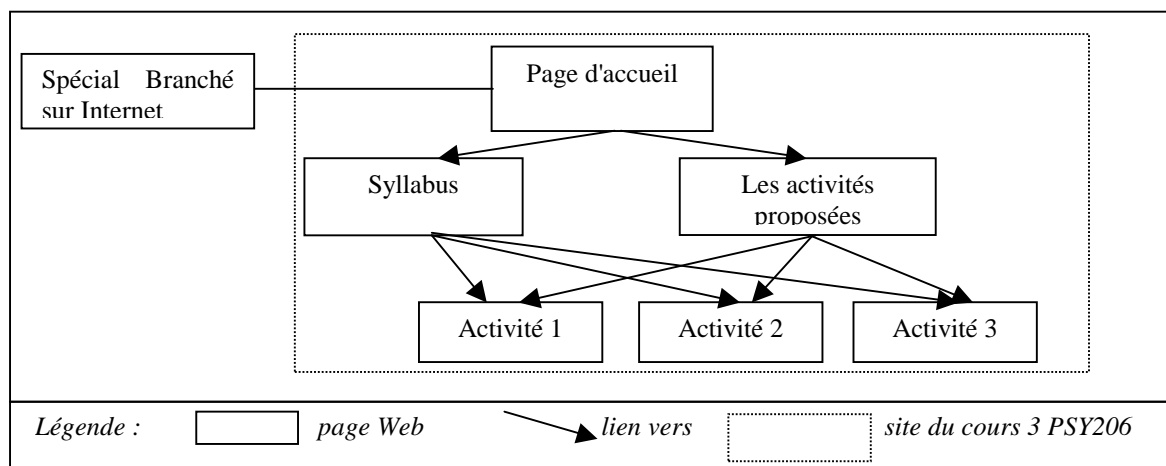 Spécial Branché
sur Internet
Page d'accueil
Syllabus
Les activités
proposées
Activité 1
Activité 2
Activité 3
Légende : page Web lien vers site du cours 3 PSY206